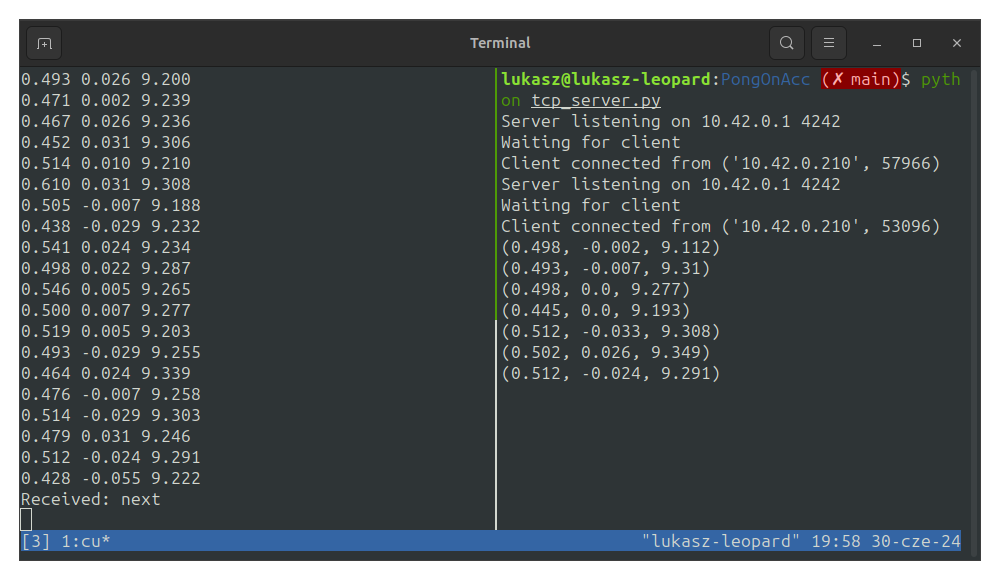 Terminal
0.493 0.026 9.200
0.471 0.002 9.239
0.467 0.026 9.236
0.452 0.031 9.306
0.514 0.010 9.210
0.610 0.031 9.308
0.505 -0.007 9.188
0.438 -0.029 9.232
0.541 0.024 9.234
0.498 0.022 9.287
0.546 0.005 9.265
0.500 0.007 9.277
0.519 0.005 9.203
0.493 -0.029 9.255
0.464 0.024 9.339
0.476 -0.007 9.258
0.514 -0.029 9.303
0.479 0.031 9.246
0.512 -0.024 9.291
0.428 -0.055 9.222
Received: next
lukasz@lukasz-leopard:PongOnAcc (✗ main)$ pyth
on tcp_server.py
Server listening on 10.42.0.1 4242
Waiting for client
Client connected from ('10.42.0.210', 57966)
Server listening on 10.42.0.1 4242
Waiting for client
Client connected from ('10.42.0.210', 53096)
(0.498, -0.002, 9.112)
(0.493, -0.007, 9.31)
(0.498, 0.0, 9.277)
(0.445, 0.0, 9.193)
(0.512, -0.033, 9.308)
(0.502, 0.026, 9.349)
(0.512, -0.024, 9.291)
[3] 1:cu* "lukasz-leopard" 19:58 30-cze-24